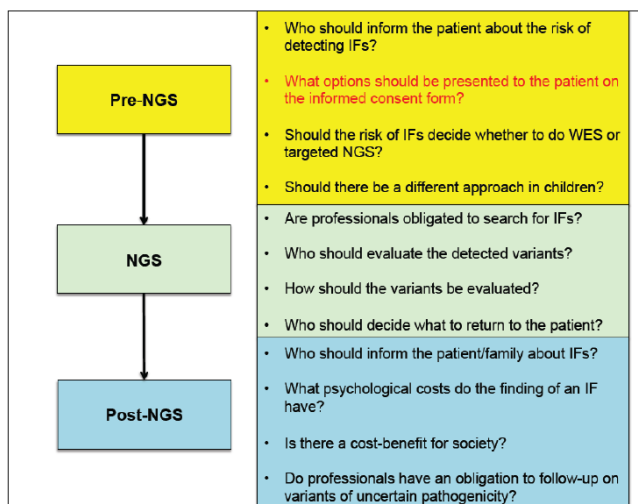 Pre-NGS
• Who should inform the patient about the risk of
detecting IFs?
• What options should be presented to the patient on
the informed consent form?
• Should the risk of IFs decide whether to do WES or
targeted NGS?
• Should there be a different approach in children?
NGS
• Are professionals obligated to search for IFs?
• Who should evaluate the detected variants?
• How should the variants be evaluated?
• Who should decide what to return to the patient?
Post-NGS
• Who should inform the patient/family about IFs?
• What psychological costs do the finding of an IF
have?
• Is there a cost-benefit for society?
• Do professionals have an obligation to follow-up on
variants of uncertain pathogenicity?